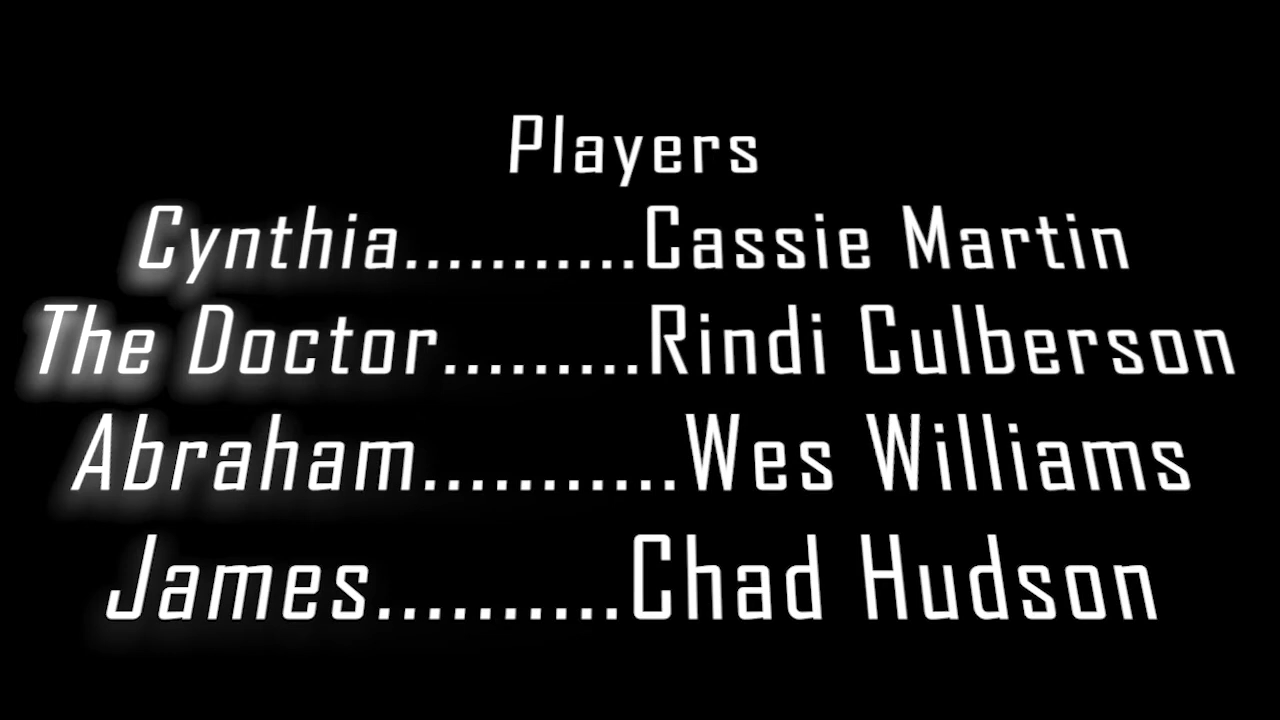 Players
Cynthia...........Cassie Martin
The Doctor.........Rindi Culberson
Abraham...........Wes Williams
James..........Chad Hudson